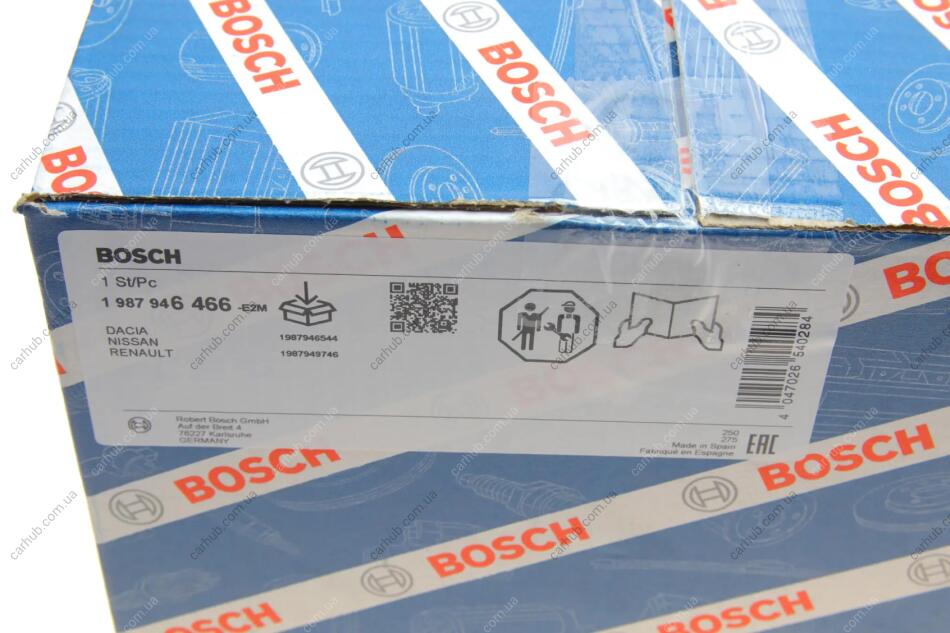 BOSCH
BOSCH
BOSCH
BOSCH
BOSCH
BOSCH
1 St/Pc
1 987 946 466 -E2M
1987946544
1987949746
DACIA
NISSAN
RENAULT
4 047026 540284
Robert Bosch GmbH
Auf der Breit 4
76227 Karlsruhe
GERMANY
250
275
Made in Spain
Fabriqué en Espagne
EAC
BOSCH
BOSCH
BOSCH
BOSCH
BOSCH
carhub.com.ua